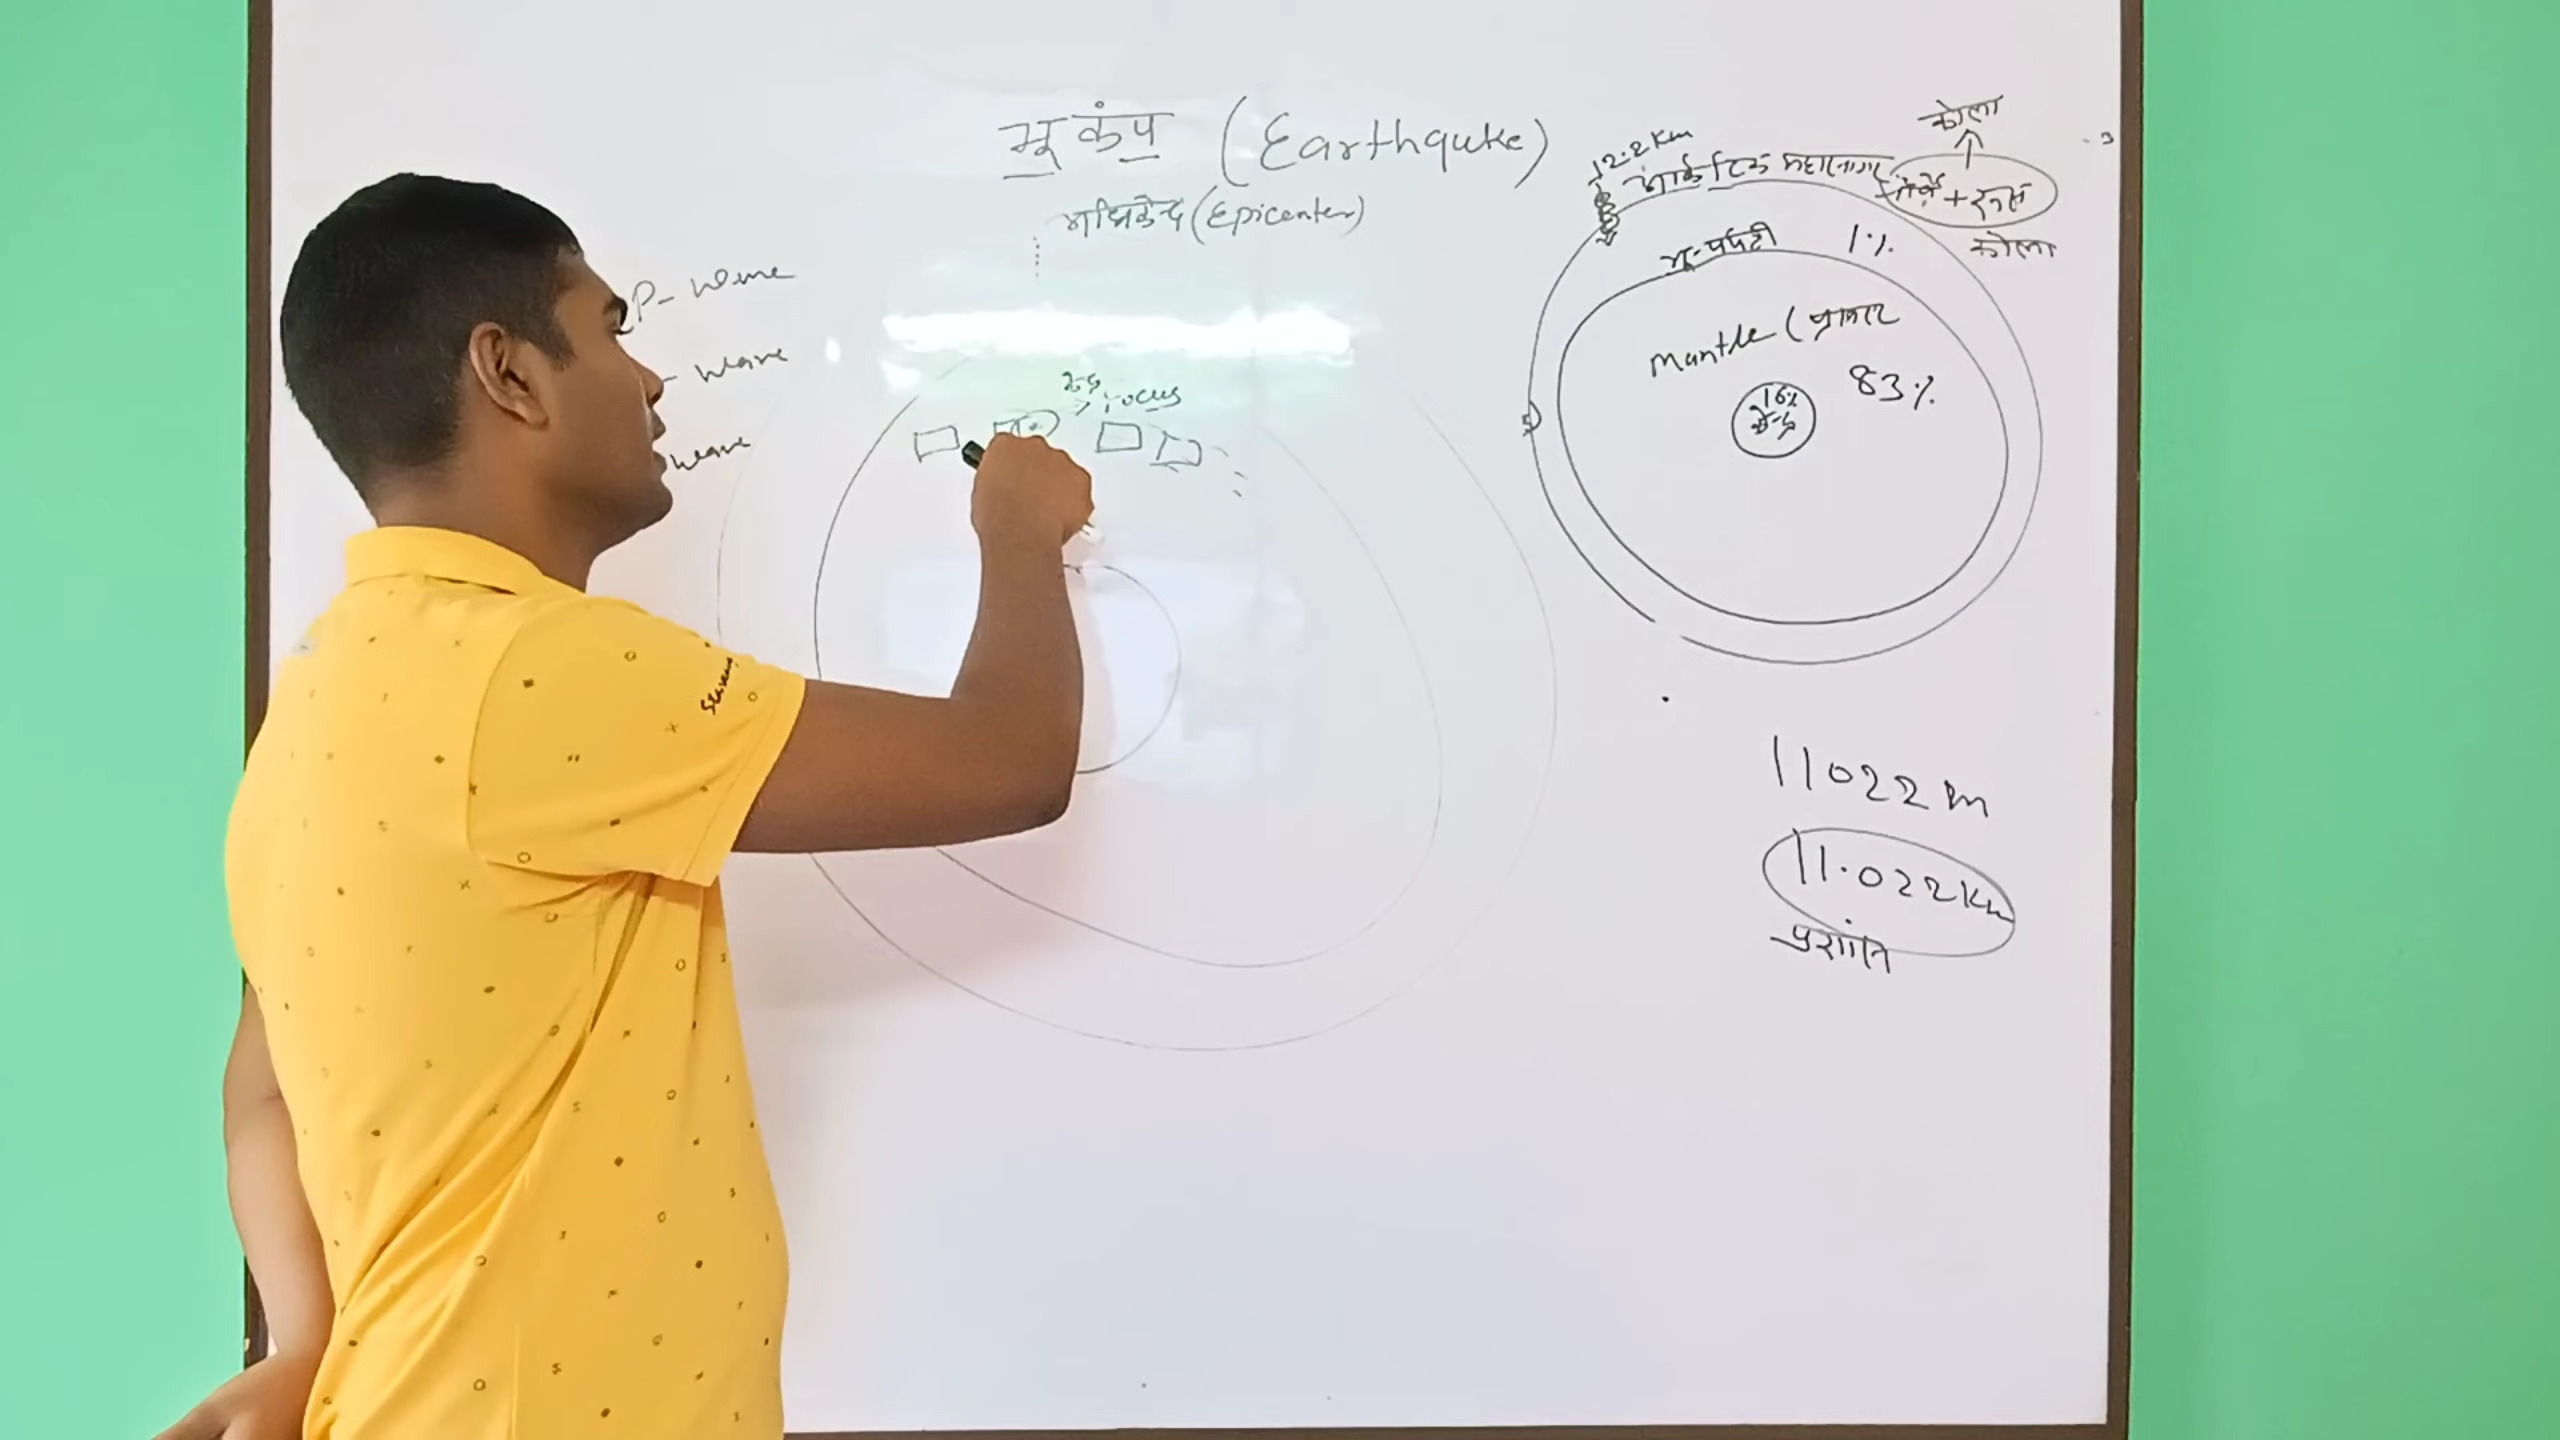 भूकंप (Earthquke)
अधिकेन्द्र (Epicenter)
P- wave
- wave
wave
केन्द्र
Focus
12.2 Km
आर्कटिक महासागर
कोला
नॉर्वे + रूस
कोला
भू-पर्पटी 1%
Mantle (प्रावार
83%
16%
केन्द्र
11022 m
11.022 Km
प्रशांत